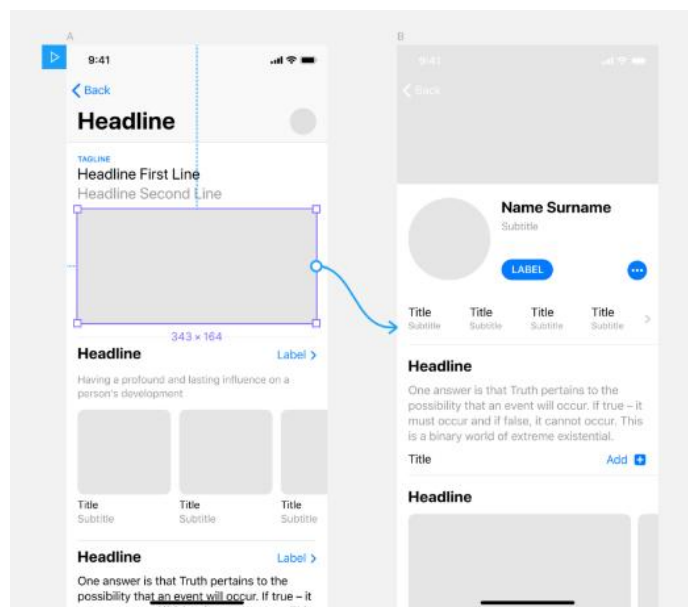 A
9:41
Back
Headline
TAGLINE
Headline First Line
Headline Second Line
343 × 164
Headline
Label >
Having a profound and lasting influence on a
person's development
Title
Subtitle
Title
Subtitle
Title
Subtitle
Headline
Label >
One answer is that Truth pertains to the
possibility that an event will occur. If true – it
B
9:41
Back
Name Surname
Subtitle
LABEL
Title
Subtitle
Title
Subtitle
Title
Subtitle
Title
Subtitle
Headline
One answer is that Truth pertains to the
possibility that an event will occur. If true – it
must occur and if false, it cannot occur. This
is a binary world of extreme existential.
Title
Add
Headline